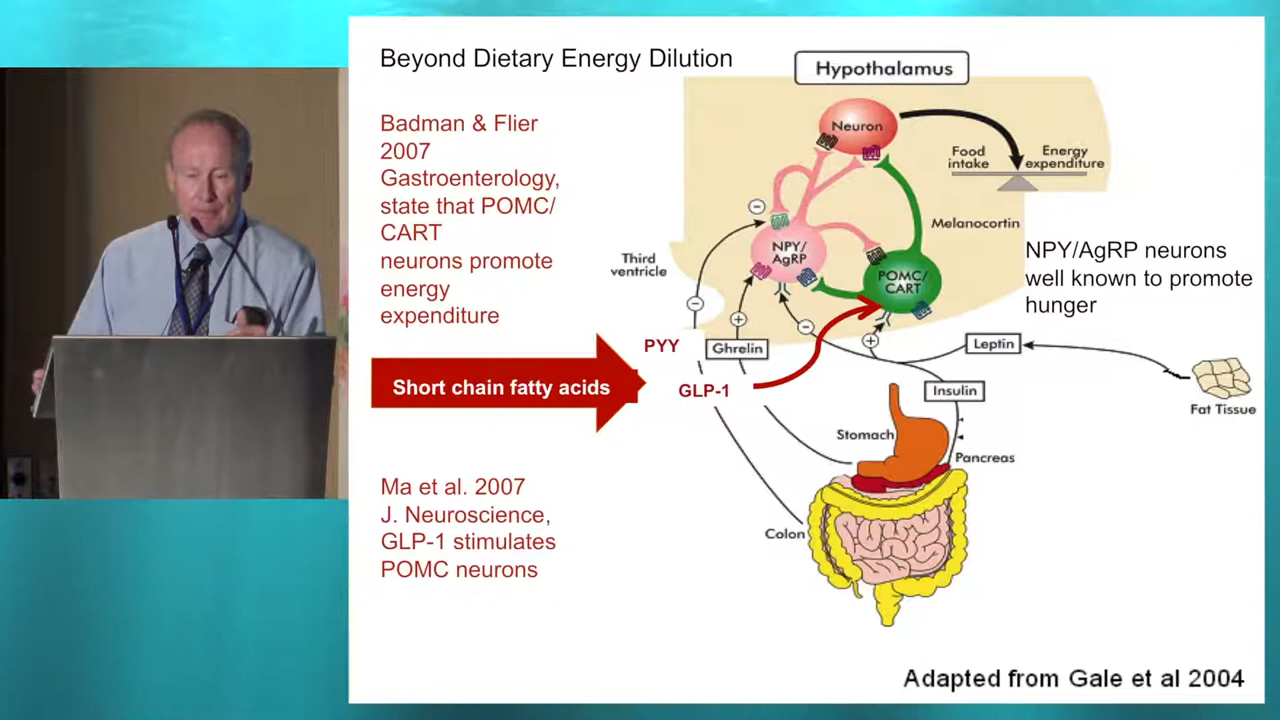 Beyond Dietary Energy Dilution
Badman & Flier
2007
Gastroenterology,
state that POMC/
CART
neurons promote
energy
expenditure
Short chain fatty acids
Ma et al. 2007
J. Neuroscience,
GLP-1 stimulates
POMC neurons
Hypothalamus
Neuron
Food
intake
Energy
expenditure
Melanocortin
NPY/
AgRP
POMC/
CART
Third
ventricle
NPY/AgRP neurons
well known to promote
hunger
PYY
Ghrelin
GLP-1
Leptin
Insulin
Fat Tissue
Stomach
Pancreas
Colon
Adapted from Gale et al 2004